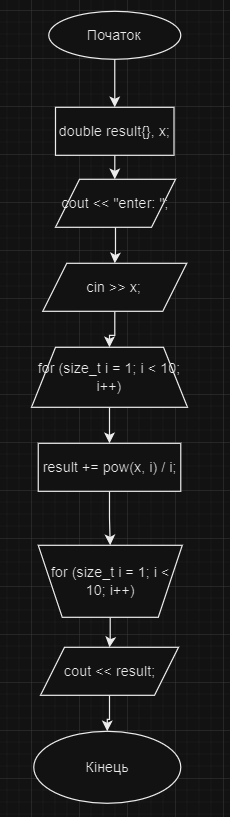 Початок
double result{}, x;
cout << "enter: ";
cin >> x;
for (size_t i = 1; i < 10;
i++)
result += pow(x, i) / i;
for (size_t i = 1; i <
10; i++)
cout << result;
Кінець